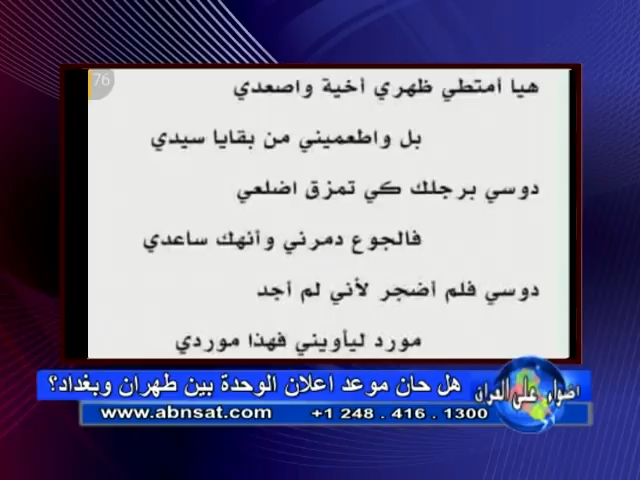 76
هيا أمتطي ظهري أخية واصعدي
بل واطعميني من بقايا سيدي
دوسي برجلك كي تمزق اضلعي
فالجوع دمرني وأنهك ساعدي
دوسي فلم أضجر لأني لم أجد
مورد ليأويني فهذا موردي
هل حان موعد اعلان الوحدة بين طهران وبغداد؟
اضواء على العراق
www.abnsat.com +1 248 . 416 . 1300